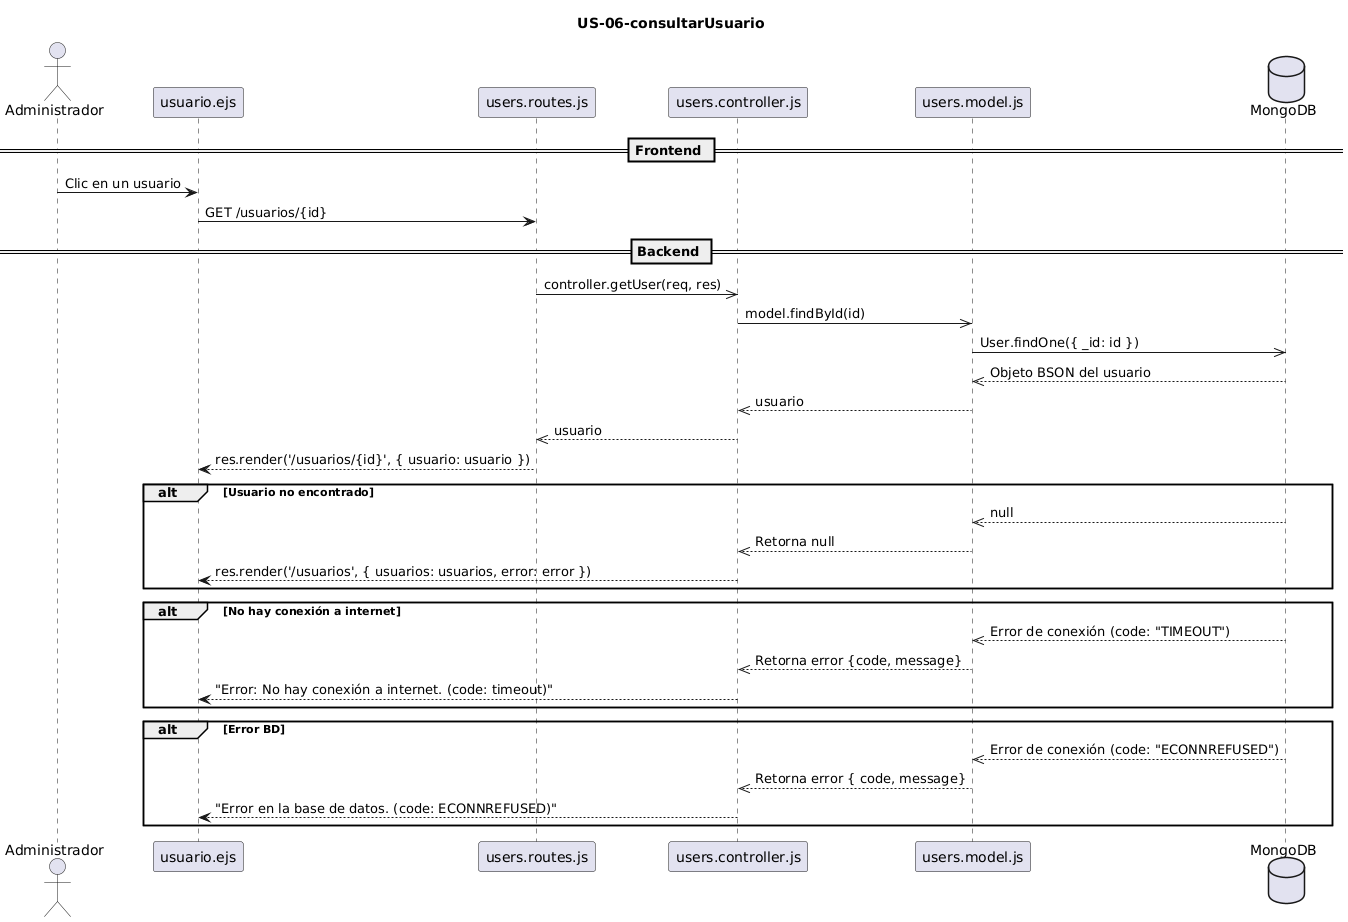 US-06-consultarUsuario
Administrador
usuario.ejs
users.routes.js
users.controller.js
users.model.js
MongoDB
Frontend
Clic en un usuario
GET /usuarios/{id}
Backend
controller.getUser(req, res)
model.findById(id)
User.findOne({ _id: id })
Objeto BSON del usuario
usuario
usuario
res.render('/usuarios/{id}', { usuario: usuario })
alt [Usuario no encontrado]
null
Retorna null
res.render('/usuarios', { usuarios: usuarios, error: error })
alt [No hay conexión a internet]
Error de conexión (code: "TIMEOUT")
Retorna error {code, message}
"Error: No hay conexión a internet. (code: timeout)"
alt [Error BD]
Error de conexión (code: "ECONNREFUSED")
Retorna error { code, message}
"Error en la base de datos. (code: ECONNREFUSED)"
Administrador
usuario.ejs
users.routes.js
users.controller.js
users.model.js
MongoDB